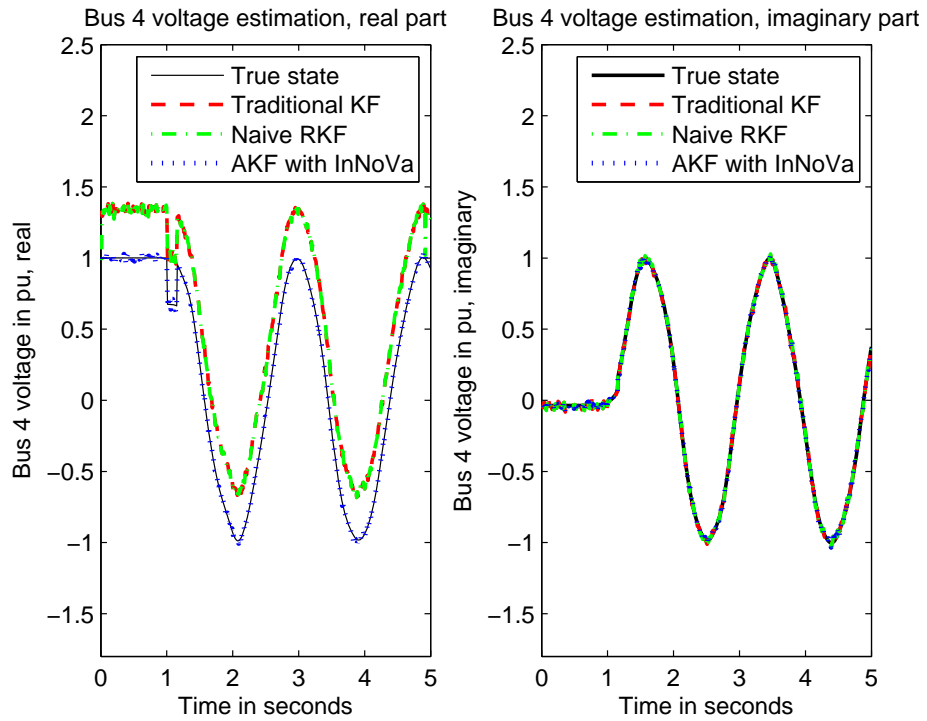 Bus 4 voltage estimation, real part
2.5
2
1.5
1
0.5
0
−0.5
−1
−1.5
Bus 4 voltage in pu, real
True state
Traditional KF
Naive RKF
AKF with InNoVa
0 1 2 3 4 5
Time in seconds
Bus 4 voltage estimation, imaginary part
2.5
2
1.5
1
0.5
0
−0.5
−1
−1.5
Bus 4 voltage in pu, imaginary
True state
Traditional KF
Naive RKF
AKF with InNoVa
0 1 2 3 4 5
Time in seconds